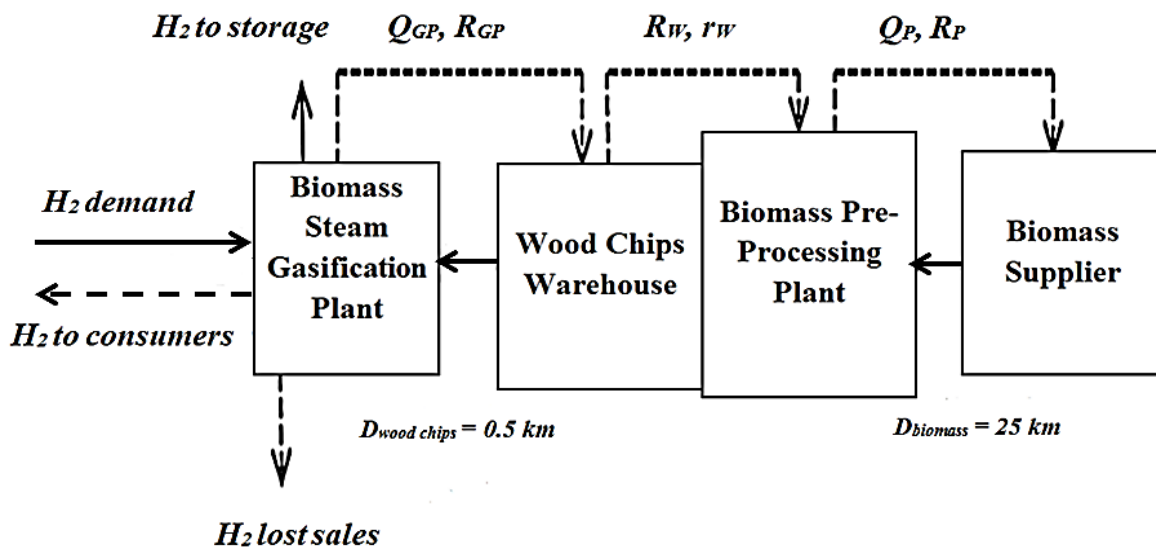 H2 to storage
QGP, RGP
RW, rW
QP, RP
H2 demand
H2 to consumers
Biomass
Steam
Gasification
Plant
Wood Chips
Warehouse
Biomass Pre-
Processing
Plant
Biomass
Supplier
Dwood chips = 0.5 km
Dbiomass = 25 km
H2 lost sales